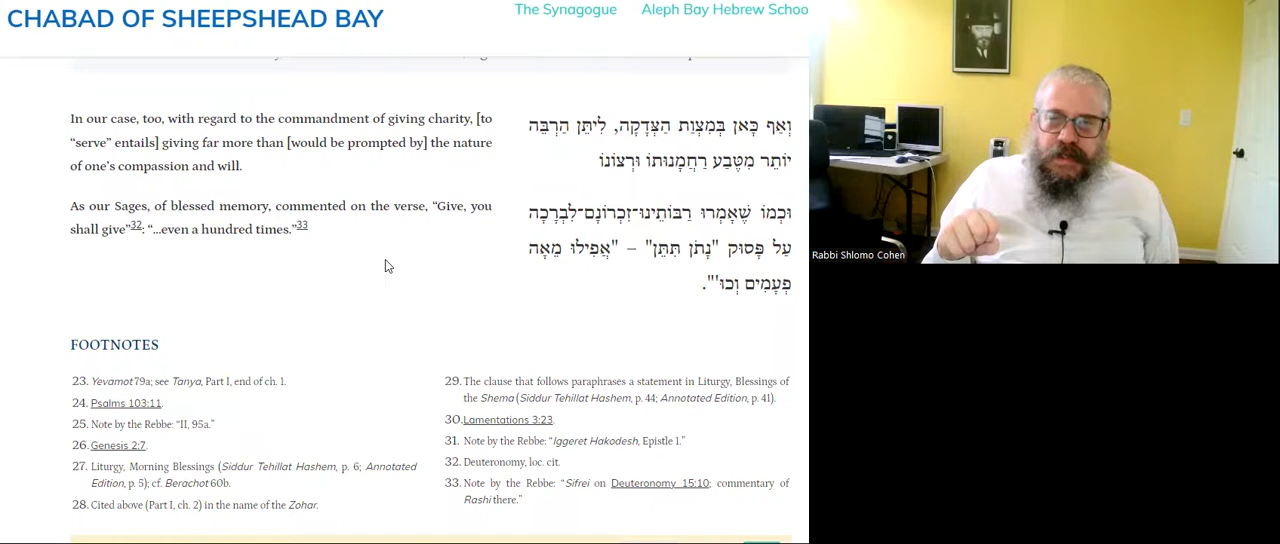 CHABAD OF SHEEPSHEAD BAY
The Synagogue Aleph Bay Hebrew Schoo
In our case, too, with regard to the commandment of giving charity, [to
“serve” entails] giving far more than [would be prompted by] the nature
of one’s compassion and will.
וְאַף כָּאן בְּמִצְוַת הַצְּדָקָה, לִיתֵּן הַרְבֵּה
יוֹתֵר מִטֶּבַע רַחֲמָנוּתוֹ וּרְצוֹנוֹ
As our Sages, of blessed memory, commented on the verse, “Give, you
shall give”32: “...even a hundred times.”33
וּכְמוֹ שֶׁאָמְרוּ רַבּוֹתֵינוּ־זִכְרוֹנָם־לִבְרָכָה
עַל פָּסוּק "נָתֹן תִּתֵּן" – "אֲפִילוּ מֵאָה
פְּעָמִים וְכוּ'".
FOOTNOTES
23. Yevamot 79a; see Tanya, Part I, end of ch. 1.
24. Psalms 103:11.
25. Note by the Rebbe: “II, 95a.”
26. Genesis 2:7.
27. Liturgy, Morning Blessings (Siddur Tehillat Hashem, p. 6; Annotated
Edition, p. 5); cf. Berachot 60b.
28. Cited above (Part I, ch. 2) in the name of the Zohar.
29. The clause that follows paraphrases a statement in Liturgy, Blessings of
the Shema (Siddur Tehillat Hashem, p. 44; Annotated Edition, p. 41).
30. Lamentations 3:23.
31. Note by the Rebbe: “Iggeret Hakodesh, Epistle 1.”
32. Deuteronomy, loc. cit.
33. Note by the Rebbe: “Sifrei on Deuteronomy 15:10; commentary of
Rashi there.”
Rabbi Shlomo Cohen